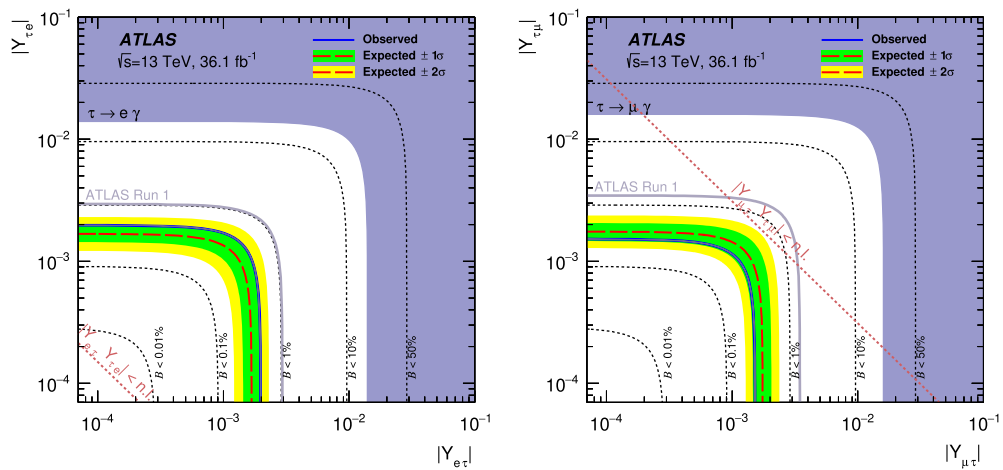 |Y_τe|
10⁻¹
10⁻²
10⁻³
10⁻⁴
ATLAS
√s=13 TeV, 36.1 fb⁻¹
Observed
Expected ± 1σ
Expected ± 2σ
τ → e γ
ATLAS Run 1
|Y_eτ Y_τe|<n.l.
B < 0.01%
B < 0.1%
B < 1%
B < 10%
B < 50%
10⁻⁴ 10⁻³ 10⁻² 10⁻¹
|Y_eτ|
|Y_τμ|
10⁻¹
10⁻²
10⁻³
10⁻⁴
ATLAS
√s=13 TeV, 36.1 fb⁻¹
Observed
Expected ± 1σ
Expected ± 2σ
τ → μ γ
ATLAS Run 1
|Y_μτ Y_τμ|<n.l.
B < 0.01%
B < 0.1%
B < 1%
B < 10%
B < 50%
10⁻⁴ 10⁻³ 10⁻² 10⁻¹
|Y_μτ|